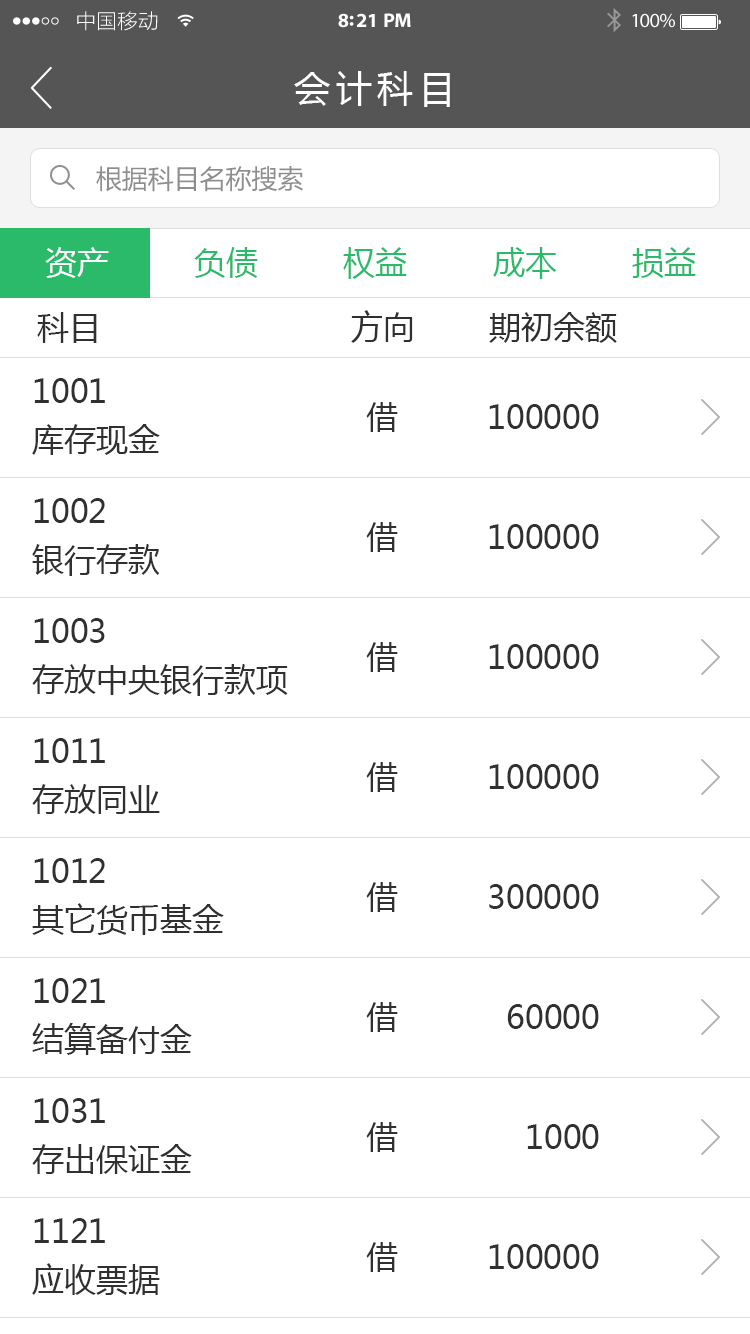 中国移动 8:21 PM 100%
会计科目
根据科目名称搜索
资产 负债 权益 成本 损益
科目 方向 期初余额
1001
库存现金 借 100000
1002
银行存款 借 100000
1003
存放中央银行款项 借 100000
1011
存放同业 借 100000
1012
其它货币基金 借 300000
1021
结算备付金 借 60000
1031
存出保证金 借 1000
1121
应收票据 借 100000